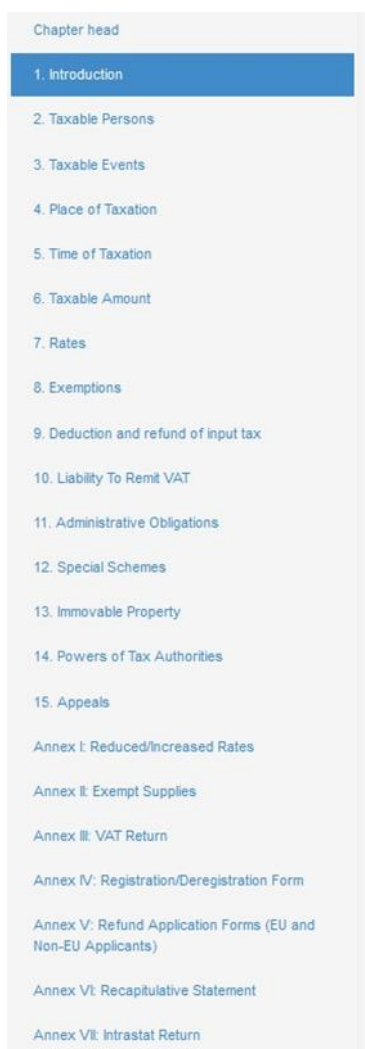 Chapter head
1. Introduction
2. Taxable Persons
3. Taxable Events
4. Place of Taxation
5. Time of Taxation
6. Taxable Amount
7. Rates
8. Exemptions
9. Deduction and refund of input tax
10. Liability To Remit VAT
11. Administrative Obligations
12. Special Schemes
13. Immovable Property
14. Powers of Tax Authorities
15. Appeals
Annex I: Reduced/Increased Rates
Annex II: Exempt Supplies
Annex III: VAT Return
Annex IV: Registration/Deregistration Form
Annex V: Refund Application Forms (EU and
Non-EU Applicants)
Annex VI: Recapitulative Statement
Annex VII: Intrastat Return